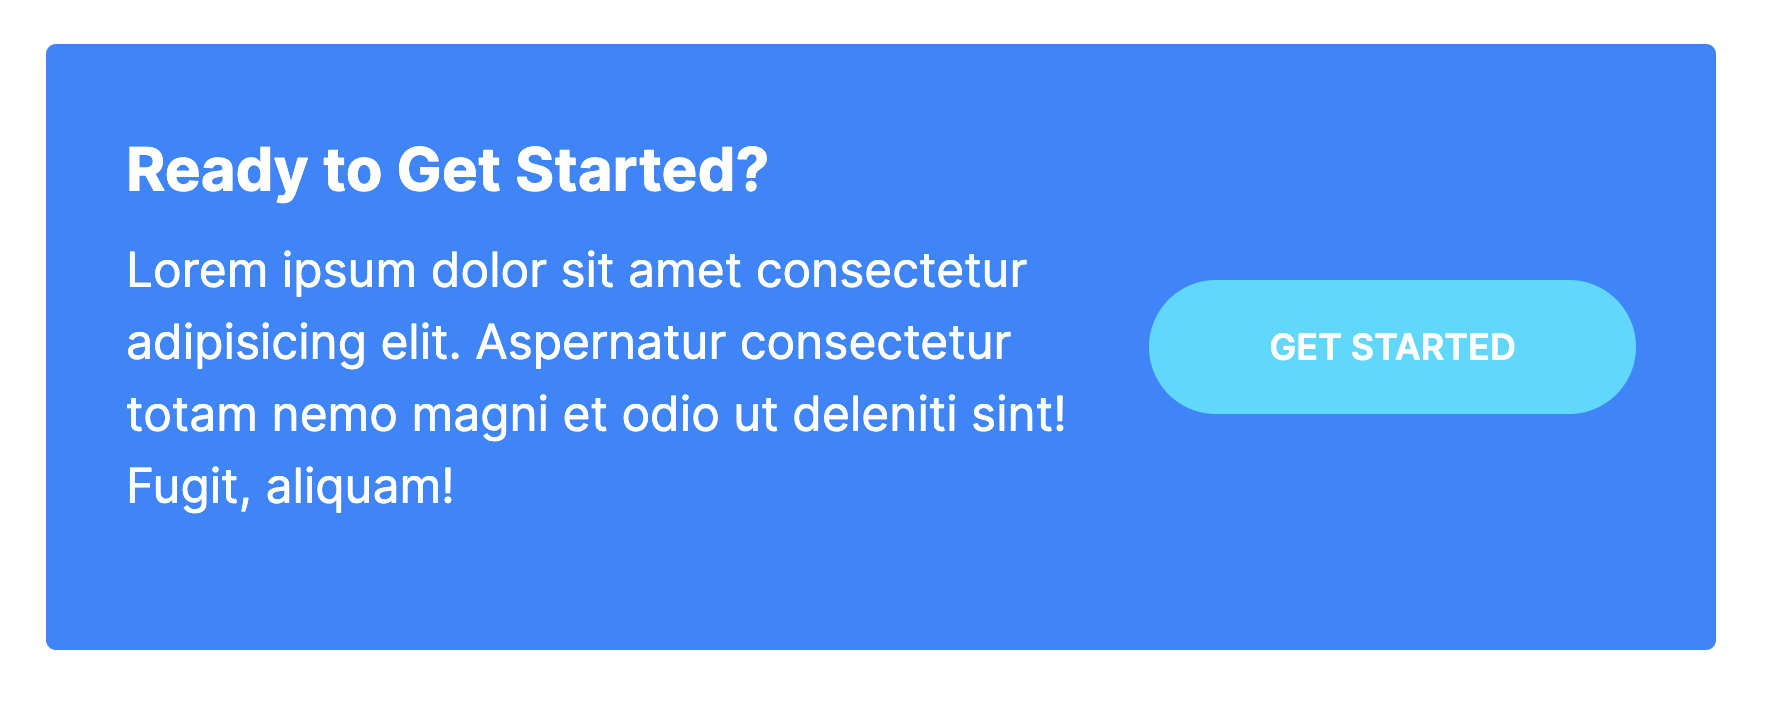 Ready to Get Started?
Lorem ipsum dolor sit amet consectetur
adipisicing elit. Aspernatur consectetur
totam nemo magni et odio ut deleniti sint!
Fugit, aliquam!
GET STARTED